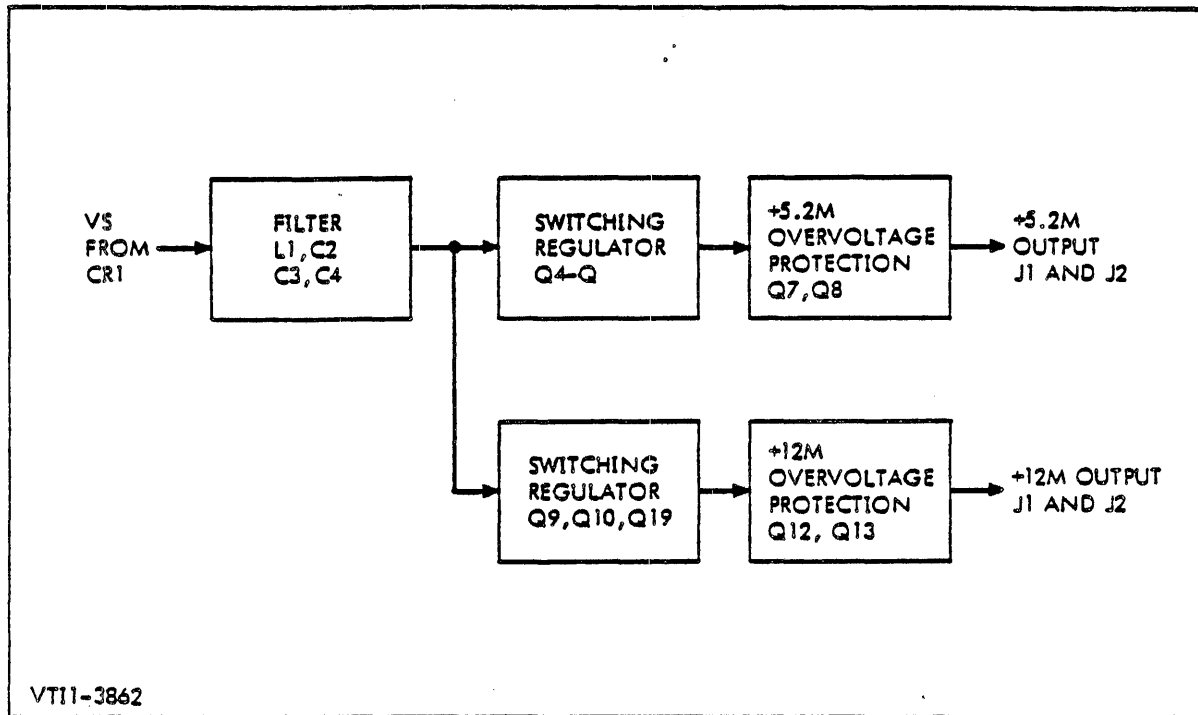 VS
FROM
CR1
FILTER
L1, C2
C3, C4
SWITCHING
REGULATOR
Q4-Q
+5.2M
OVERVOLTAGE
PROTECTION
Q7, Q8
+5.2M
OUTPUT
J1 AND J2
SWITCHING
REGULATOR
Q9, Q10, Q19
+12M
OVERVOLTAGE
PROTECTION
Q12, Q13
+12M OUTPUT
J1 AND J2
VTI1-3862